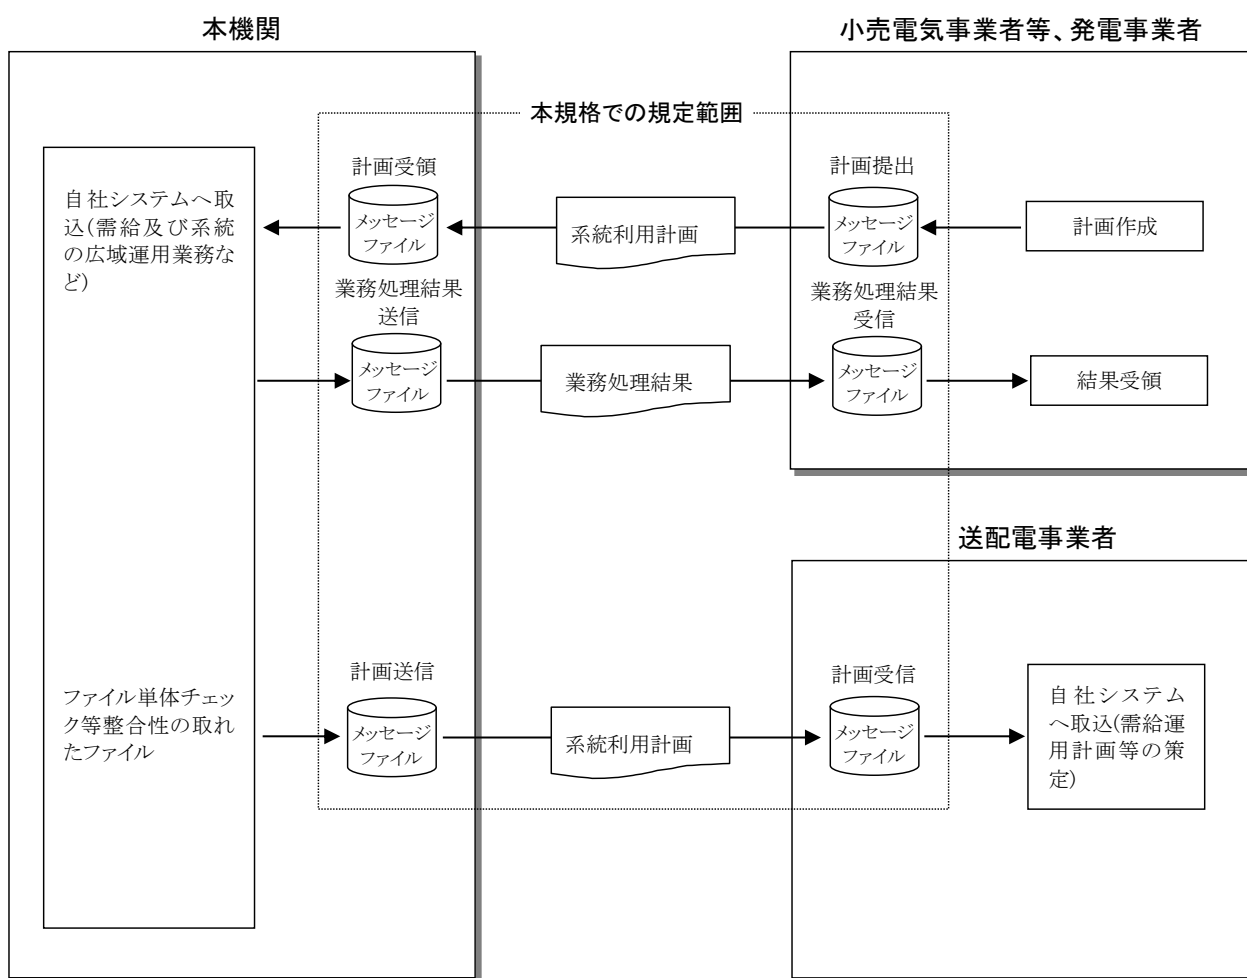 本機関
小売電気事業者等、発電事業者
本規格での規定範囲
自社システムへ取
込(需給及び系統
の広域運用業務な
ど)
計画受領
メッセージ
ファイル
系統利用計画
計画提出
メッセージ
ファイル
計画作成
業務処理結果
送信
メッセージ
ファイル
業務処理結果
業務処理結果
受信
メッセージ
ファイル
結果受領
送配電事業者
ファイル単体チェッ
ク等整合性の取れ
たファイル
計画送信
メッセージ
ファイル
系統利用計画
計画受信
メッセージ
ファイル
自社システム
へ取込(需給運
用計画等の策
定)